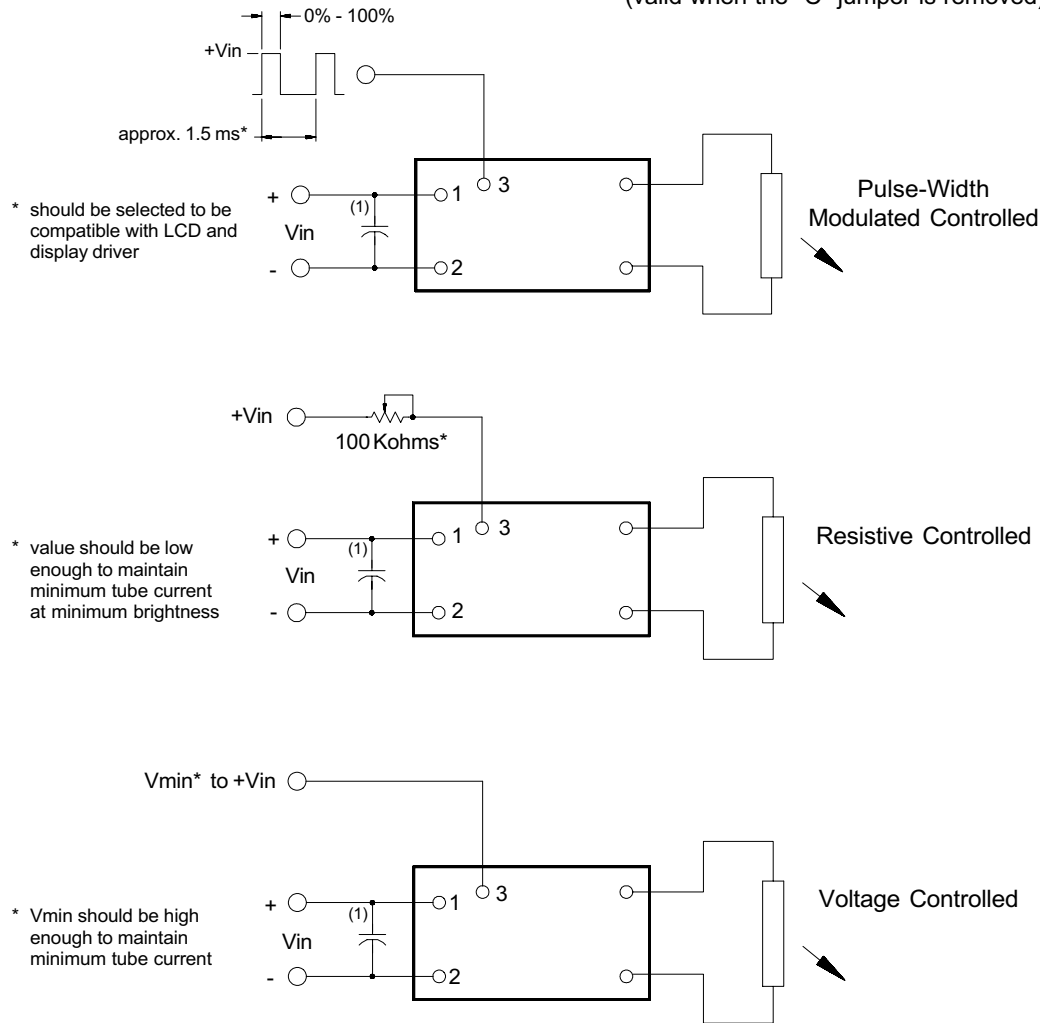 (valid when the "C" jumper is removed)
0% - 100%
+Vin
approx. 1.5 ms*
* should be selected to be
compatible with LCD and
display driver
+
Vin
-
(1)
1
2
3
Pulse-Width
Modulated Controlled
+Vin
100 Kohms*
* value should be low
enough to maintain
minimum tube current
at minimum brightness
+
Vin
-
(1)
1
2
3
Resistive Controlled
Vmin* to +Vin
* Vmin should be high
enough to maintain
minimum tube current
+
Vin
-
(1)
1
2
3
Voltage Controlled